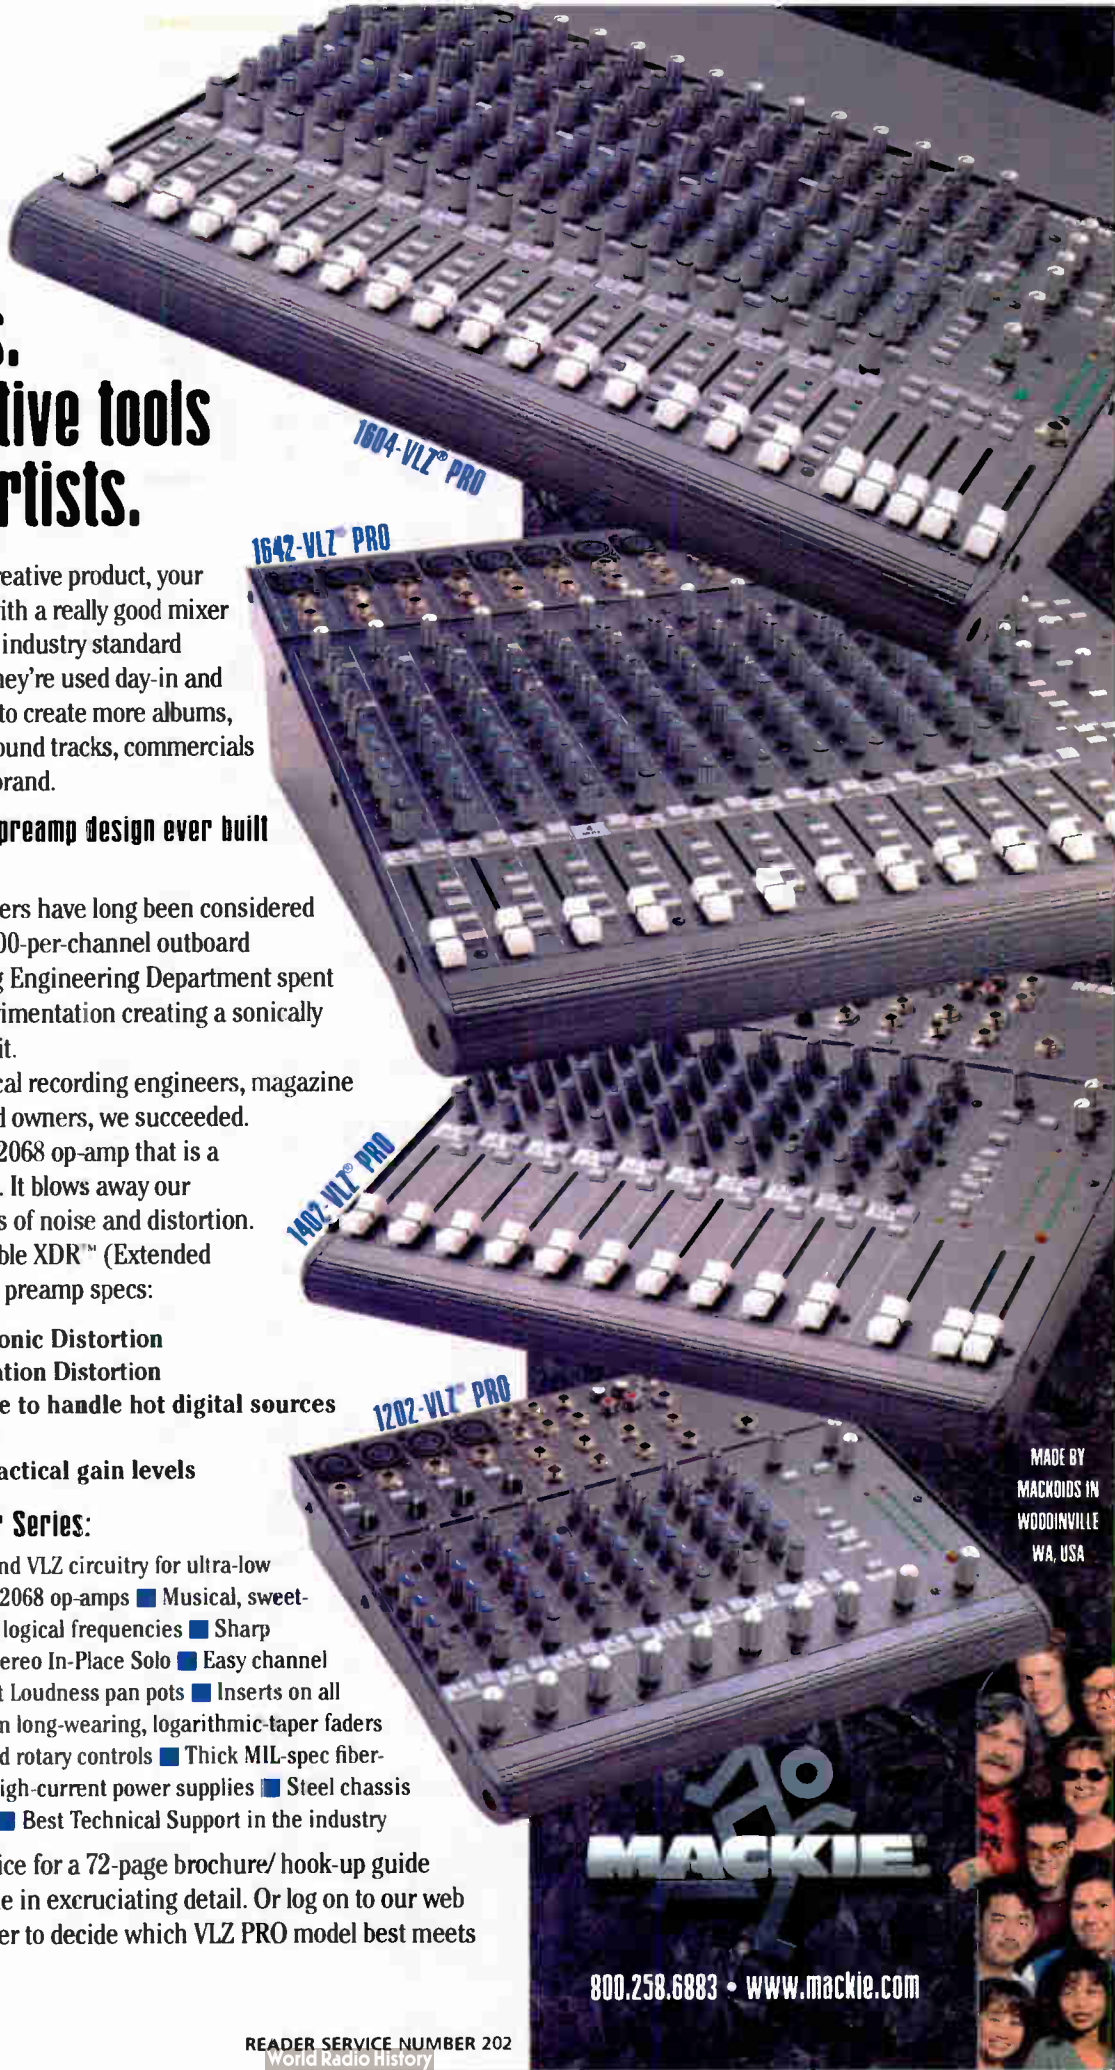 s.
tive tools
rtists.
1604-VLZ® PRO
1642-VLZ™ PRO
reative product, your
with a really good mixer
industry standard
hey're used day-in and
to create more albums,
ound tracks, commercials
brand.
preamp design ever built
ers have long been considered
00-per-channel outboard
g Engineering Department spent
rimentation creating a sonically
it.
cal recording engineers, magazine
d owners, we succeeded.
2068 op-amp that is a
. It blows away our
s of noise and distortion.
ble XDR™ (Extended
preamp specs:
1402-VLZ® PRO
onic Distortion
ation Distortion
e to handle hot digital sources
actical gain levels
1202-VLZ® PRO
r Series:
nd VLZ circuitry for ultra-low
2068 op-amps ■ Musical, sweet-
logical frequencies ■ Sharp
ereo In-Place Solo ■ Easy channel
t Loudness pan pots ■ Inserts on all
n long-wearing, logarithmic-taper faders
d rotary controls ■ Thick MIL-spec fiber-
igh-current power supplies ■ Steel chassis
■ Best Technical Support in the industry
ice for a 72-page brochure/ hook-up guide
e in excruciating detail. Or log on to our web
er to decide which VLZ PRO model best meets
MADE BY
MACKOIDS IN
WOODINVILLE
WA, USA
MACKIE®
800.258.6883 • www.mackie.com
READER SERVICE NUMBER 202
World Radio History